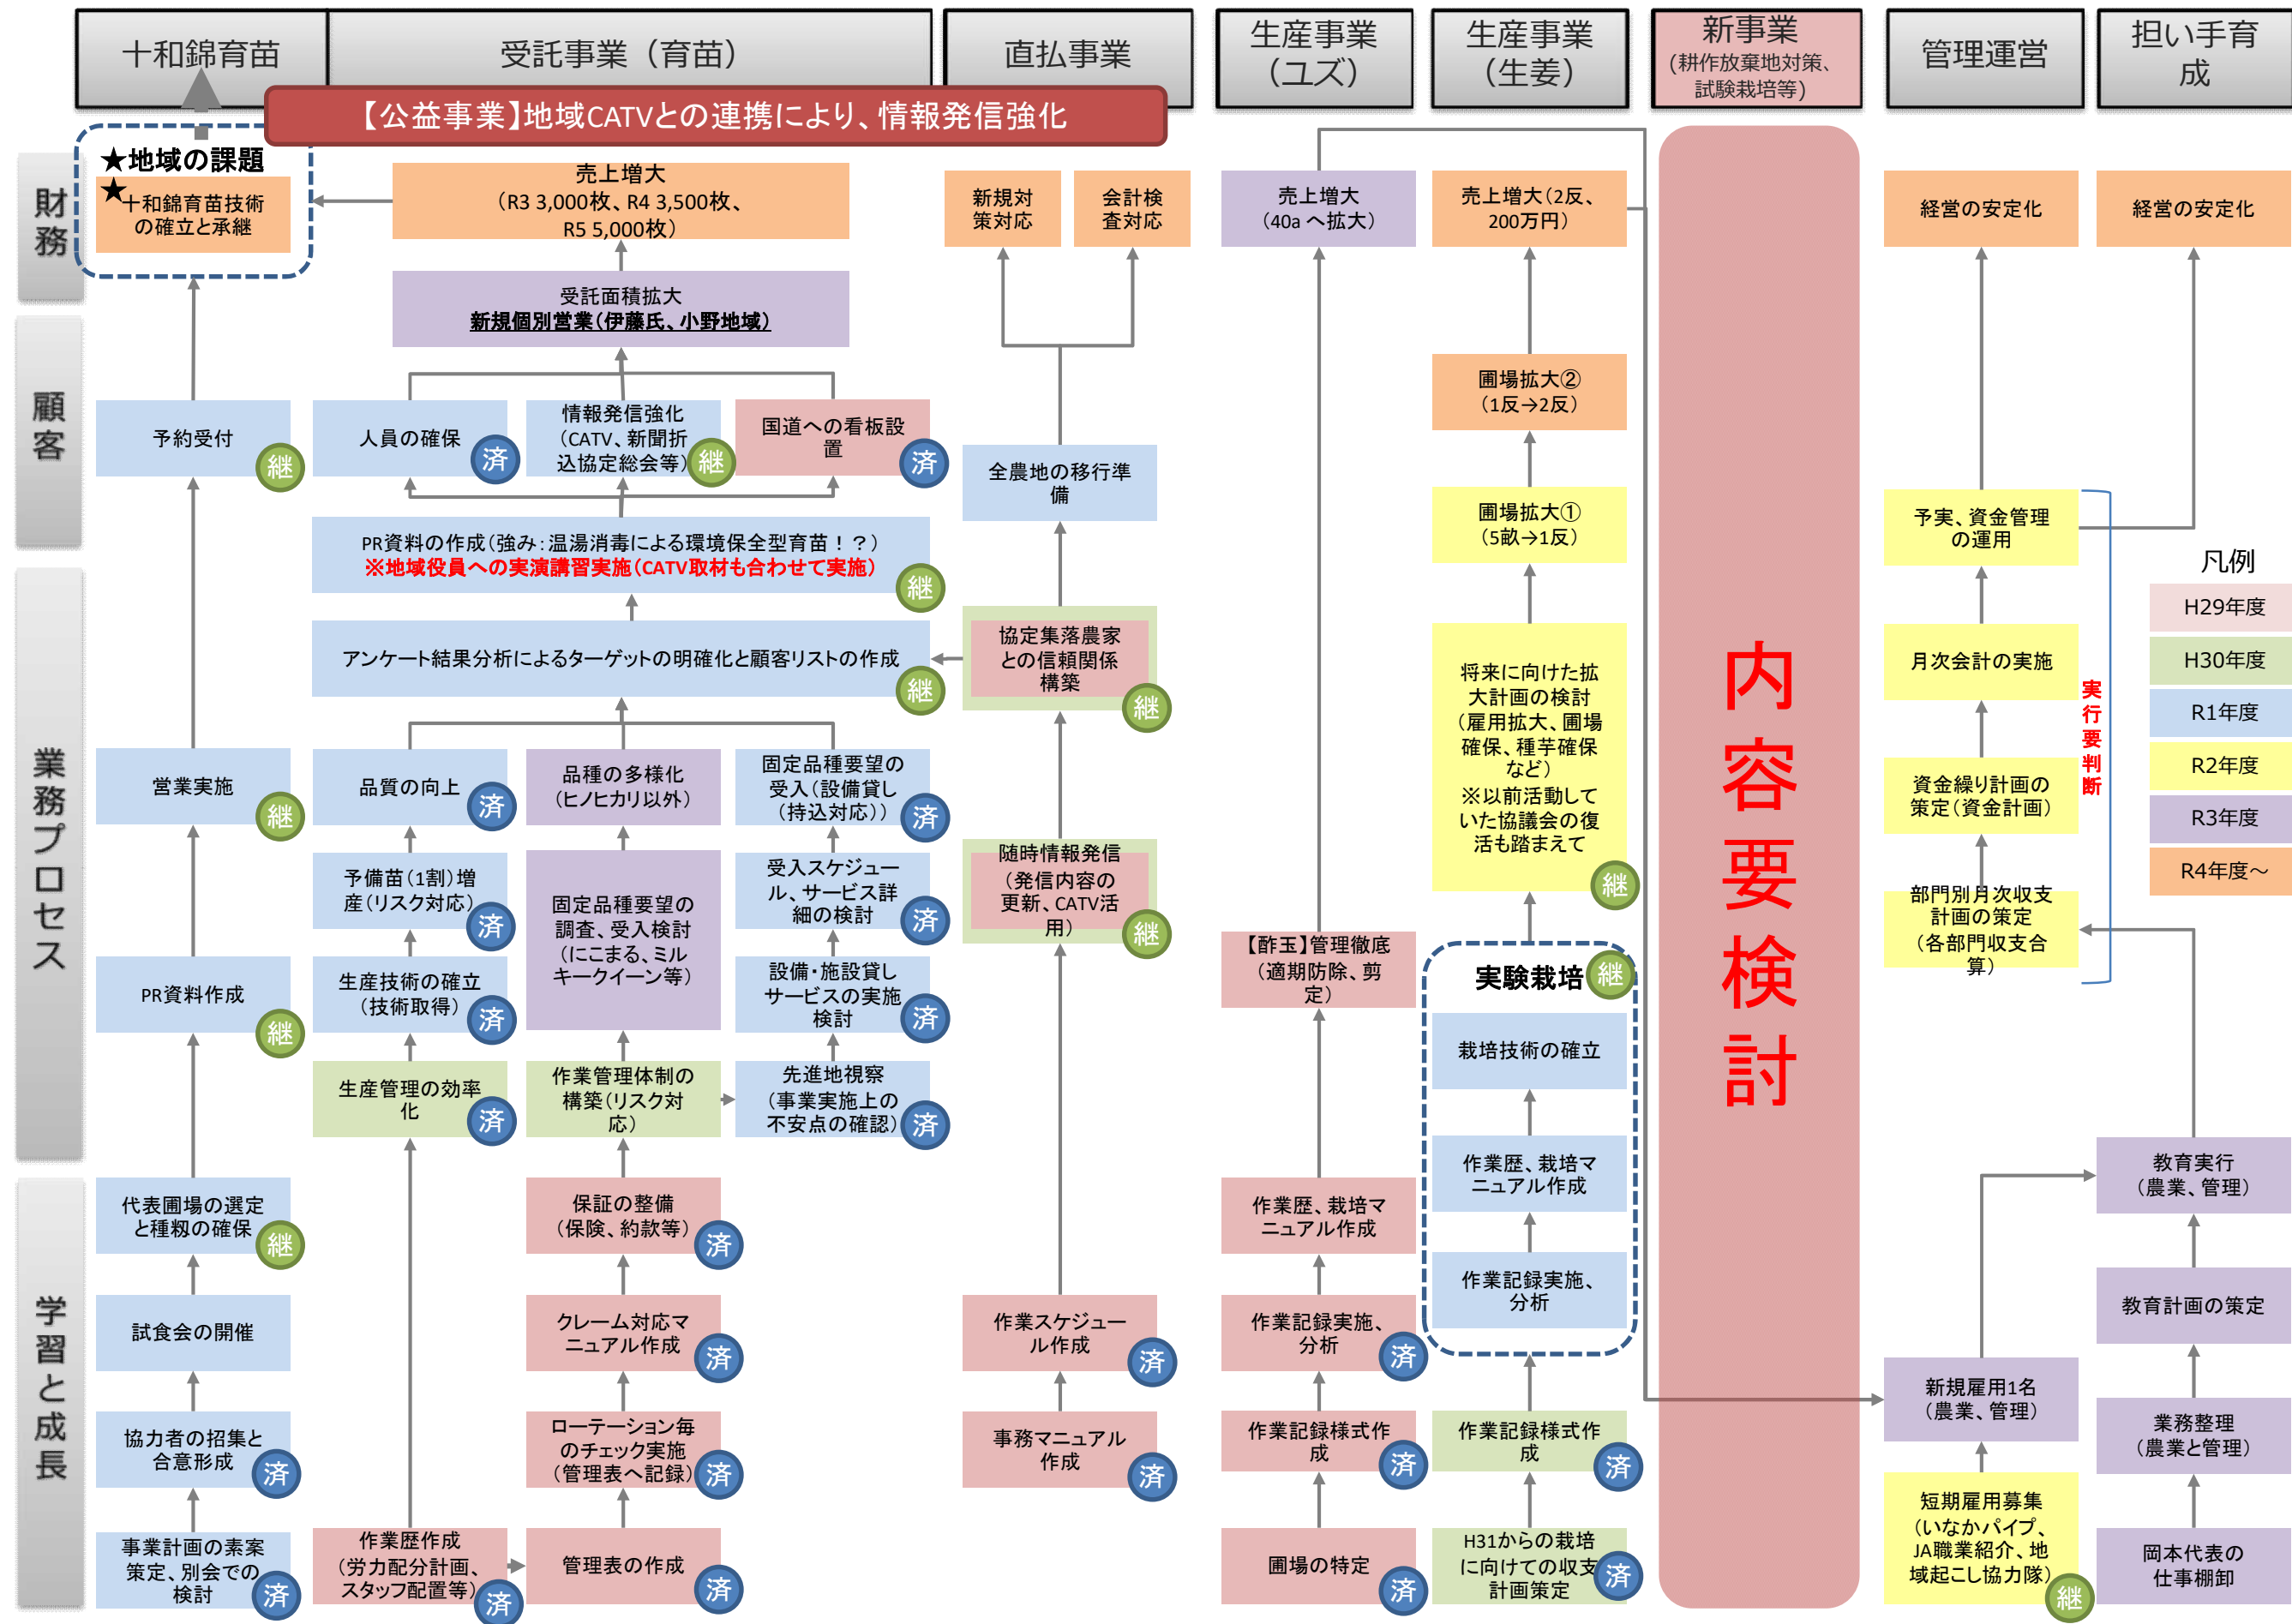 十和錦育苗
受託事業（育苗）
直払事業
生産事業
（ユズ）
生産事業
（生姜）
新事業
(耕作放棄地対策、
試験栽培等)
管理運営
担い手育
成
【公益事業】地域CATVとの連携により、情報発信強化
財務
顧客
業務プロセス
学習と成長
★地域の課題
★
十和錦育苗技術
の確立と承継
予約受付
継
営業実施
継
PR資料作成
継
代表圃場の選定
と種籾の確保
継
試食会の開催
協力者の招集と
合意形成
済
事業計画の素案
策定、別会での
検討
済
売上増大
（R3 3,000枚、R4 3,500枚、
R5 5,000枚）
受託面積拡大
新規個別営業（伊藤氏、小野地域）
人員の確保
済
情報発信強化
（CATV、新聞折
込協定総会等）
継
国道への看板設
置
済
PR資料の作成（強み：温湯消毒による環境保全型育苗！？）
※地域役員への実演講習実施（CATV取材も合わせて実施）
継
アンケート結果分析によるターゲットの明確化と顧客リストの作成
継
品質の向上
済
予備苗（1割）増
産（リスク対応）
済
生産技術の確立
（技術取得）
済
生産管理の効率
化
済
作業歴作成
（労力配分計画、
スタッフ配置等）
済
品種の多様化
（ヒノヒカリ以外）
固定品種要望の
調査、受入検討
（にこまる、ミル
キークイーン等）
作業管理体制の
構築（リスク対
応）
保証の整備
（保険、約款等）
済
クレーム対応マ
ニュアル作成
済
ローテーション毎
のチェック実施
（管理表へ記録）
済
管理表の作成
済
固定品種要望の
受入（設備貸し
（持込対応））
済
受入スケジュー
ル、サービス詳
細の検討
済
設備・施設貸し
サービスの実施
検討
済
先進地視察
（事業実施上の
不安点の確認）
済
新規対
策対応
会計検
査対応
全農地の移行準
備
協定集落農家
との信頼関係
構築
継
随時情報発信
（発信内容の
更新、CATV活
用）
継
作業スケジュー
ル作成
済
事務マニュアル
作成
済
売上増大
（40a へ拡大）
【酢玉】管理徹底
（適期防除、剪
定）
作業歴、栽培マ
ニュアル作成
作業記録実施、
分析
済
作業記録様式作
成
済
圃場の特定
済
売上増大（2反、
200万円）
圃場拡大②
（1反→2反）
圃場拡大①
（5畝→1反）
将来に向けた拡
大計画の検討
（雇用拡大、圃場
確保、種芋確保
など）
※以前活動して
いた協議会の復
活も踏まえて
継
実験栽培
継
栽培技術の確立
作業歴、栽培マ
ニュアル作成
作業記録実施、
分析
作業記録様式作
成
済
H31からの栽培
に向けての収支
計画策定
済
内容要検討
経営の安定化
予実、資金管理
の運用
月次会計の実施
資金繰り計画の
策定（資金計画）
部門別月次収支
計画の策定
（各部門収支合
算）
実行要判断
新規雇用1名
（農業、管理）
短期雇用募集
（いなかパイプ、
JA職業紹介、地
域起こし協力隊）
継
経営の安定化
教育実行
（農業、管理）
教育計画の策定
業務整理
（農業と管理）
岡本代表の
仕事棚卸
凡例
H29年度
H30年度
R1年度
R2年度
R3年度
R4年度～